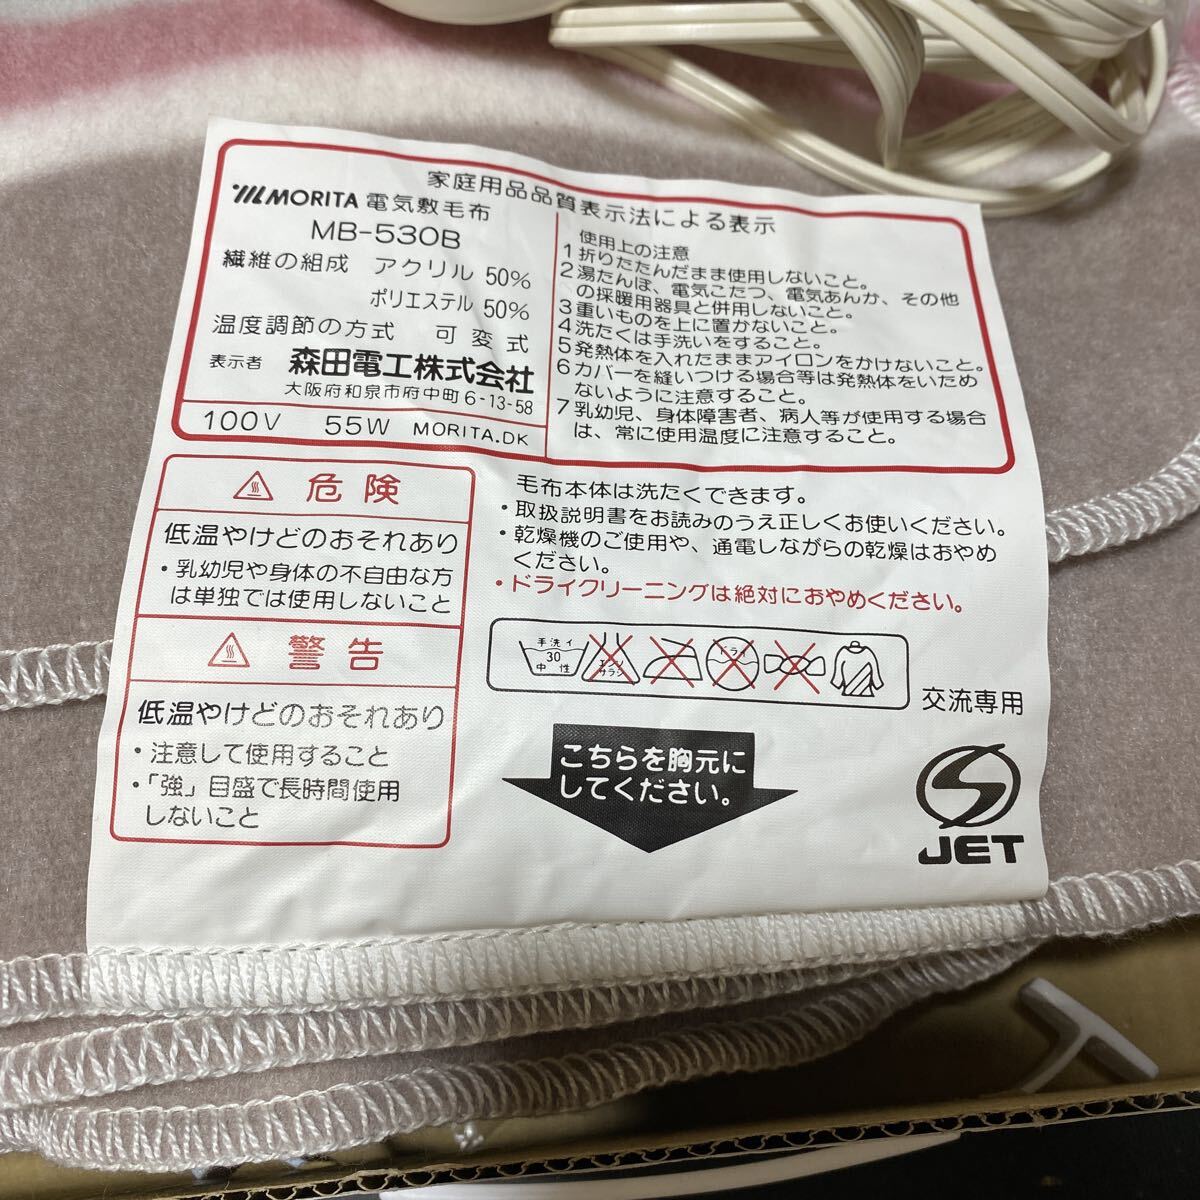 家庭用品品質表示法による表示
MORITA 電気敷毛布
MB-530B
繊維の組成 アクリル 50%
ポリエステル 50%
温度調節の方式 可変式
表示者 森田電工株式会社
大阪府和泉市府中町6-13-58
100V 55W MORITA.DK
使用上の注意
1 折りたたんだまま使用しないこと。
2 湯たんぽ、電気こたつ、電気あんか、その他
の採暖用器具と併用しないこと。
3 重いものを上に置かないこと。
4 洗たくは手洗いをすること。
5 発熱体を入れたままアイロンをかけないこと。
6 カバーを縫いつける場合等は発熱体をいため
ないように注意すること。
7 乳幼児、身体障害者、病人等が使用する場合
は、常に使用温度に注意すること。
危険
低温やけどのおそれあり
・乳幼児や身体の不自由な方
は単独では使用しないこと
警告
低温やけどのおそれあり
・注意して使用すること
・「強」目盛で長時間使用
しないこと
毛布本体は洗たくできます。
・取扱説明書をお読みのうえ正しくお使いください。
・乾燥機のご使用や、通電しながらの乾燥はおやめ
ください。
・ドライクリーニングは絶対におやめください。
手洗イ
30
中性
エンソ
サラシ
ドライ
交流専用
こちらを胸元に
してください。
JET